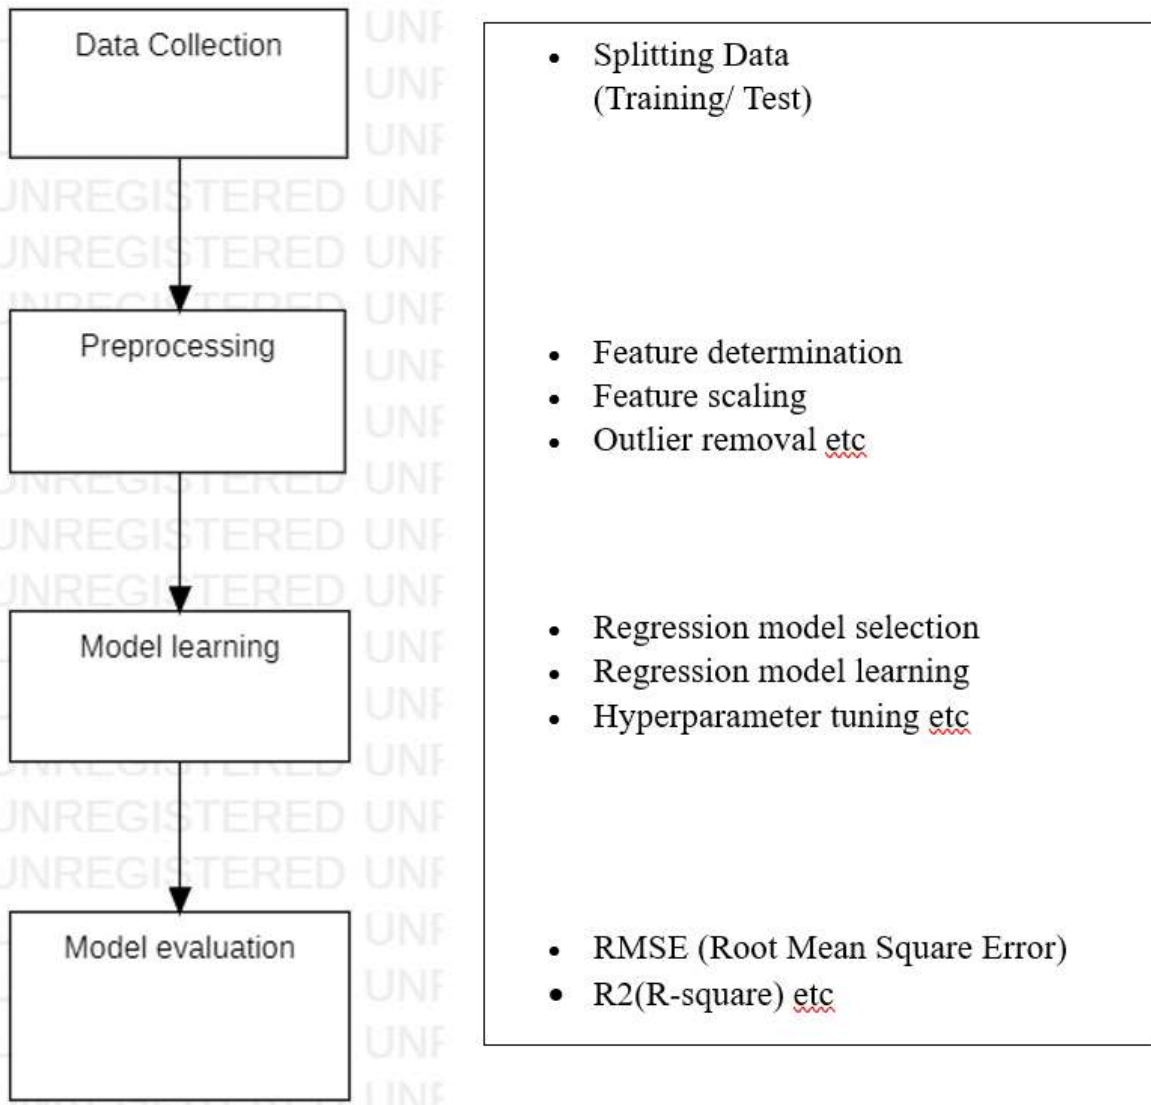 Data Collection
• Splitting Data
(Training/ Test)
Preprocessing
• Feature determination
• Feature scaling
• Outlier removal etc
Model learning
• Regression model selection
• Regression model learning
• Hyperparameter tuning etc
Model evaluation
• RMSE (Root Mean Square Error)
• R2(R-square) etc
UNREGISTERED